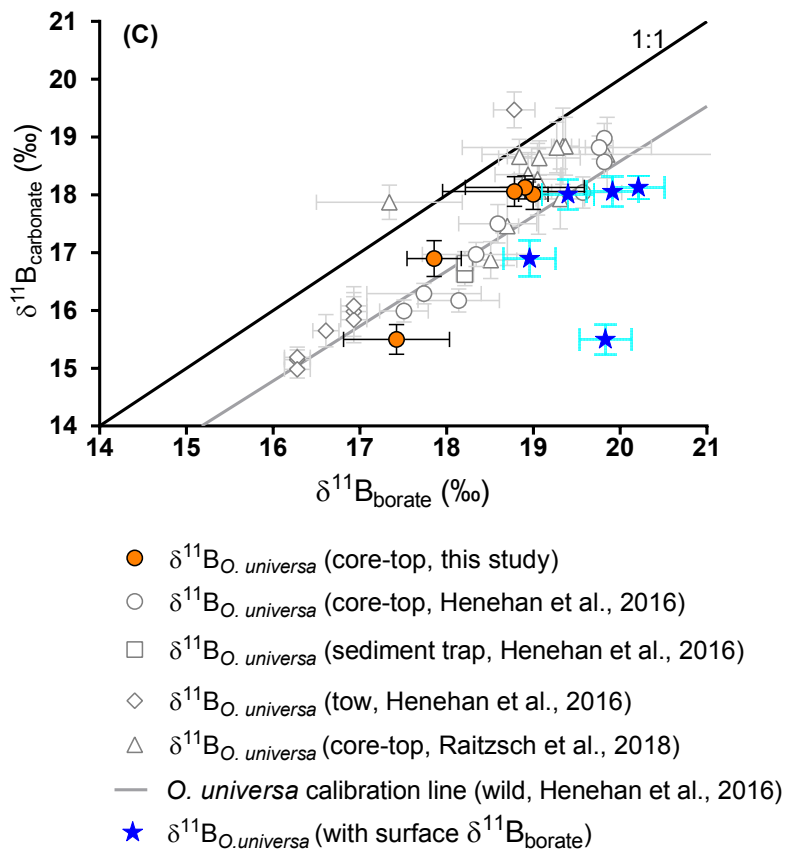 21
(C)
1:1
20
19
18
17
16
15
14
δ11Bcarbonate (‰)
14 15 16 17 18 19 20 21
δ11Bborate (‰)
δ11BO. universa (core-top, this study)
δ11BO. universa (core-top, Henehan et al., 2016)
δ11BO. universa (sediment trap, Henehan et al., 2016)
δ11BO. universa (tow, Henehan et al., 2016)
δ11BO. universa (core-top, Raitzsch et al., 2018)
O. universa calibration line (wild, Henehan et al., 2016)
δ11BO.universa (with surface δ11Bborate)